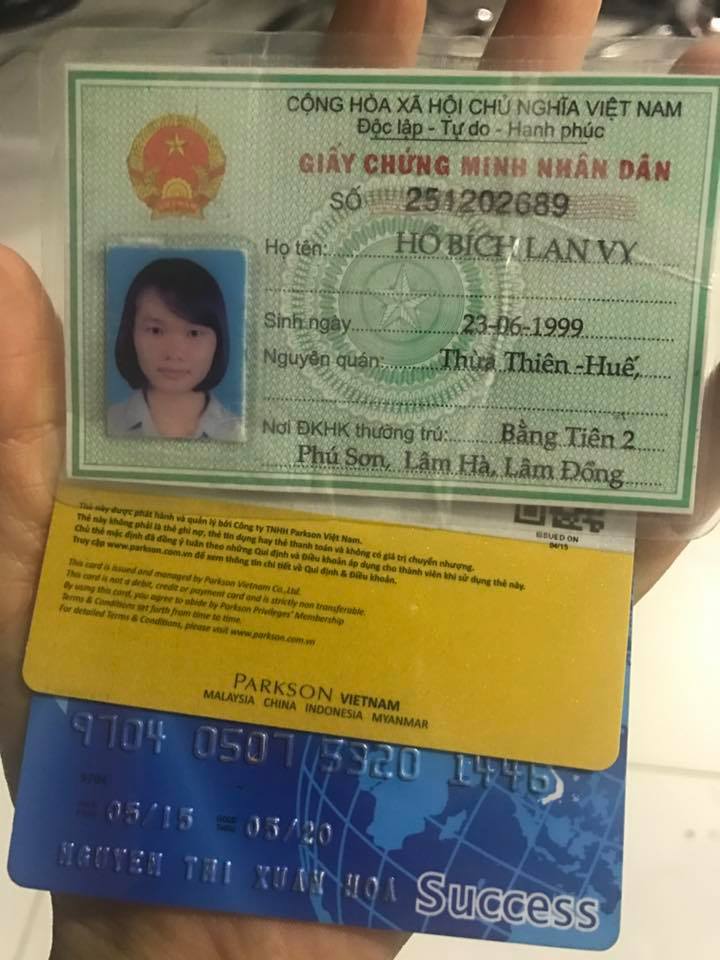 CỘNG HÒA XÃ HỘI CHỦ NGHĨA VIỆT NAM
Độc lập - Tự do - Hạnh phúc
GIẤY CHỨNG MINH NHÂN DÂN
SỐ 251202689
Họ tên: HỒ BÍCH LAN VY
Sinh ngày 23-06-1999
Nguyên quán: Thừa Thiên -Huế,
Nơi ĐKHK thường trú: Bằng Tiên 2
Phú Sơn, Lâm Hà, Lâm Đồng
ISSUED ON
04/15
Thẻ này được phát hành và quản lý bởi Công ty TNHH Parkson Việt Nam.
Thẻ này không phải là thẻ ghi nợ, thẻ tín dụng hay thẻ thanh toán và không có giá trị chuyển nhượng.
Chủ thẻ mặc định đã đồng ý tuân theo những Qui định và Điều khoản áp dụng cho thành viên khi sử dụng thẻ này.
Truy cập www.parkson.com.vn để xem thông tin chi tiết về Qui định & Điều khoản.
This card is issued and managed by Parkson Vietnam Co.,Ltd.
This card is not a debit, credit or payment card and is strictly non transferable.
By using this card, you agree to abide by Parkson Privileges' Membership
Terms & Conditions set forth from time to time.
For detailed Terms & Conditions, please visit www.parkson.com.vn
PARKSON VIETNAM
MALAYSIA CHINA INDONESIA MYANMAR
9704 0507 5320 1446
9704
05/15 05/20
NGUYEN THI XUAN HOA
Success